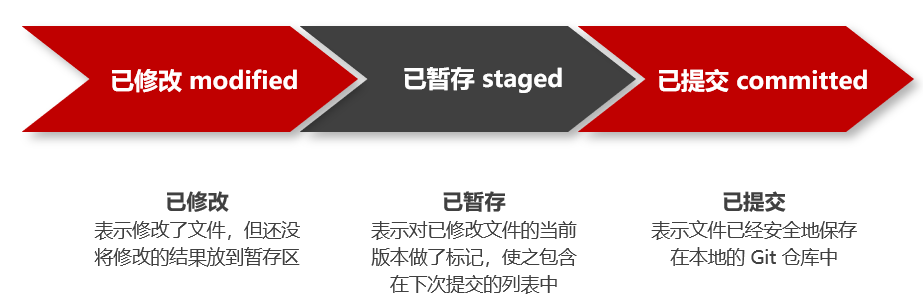 已修改 modified
已暂存 staged
已提交 committed
已修改
表示修改了文件，但还没
将修改的结果放到暂存区
已暂存
表示对已修改文件的当前
版本做了标记，使之包含
在下次提交的列表中
已提交
表示文件已经安全地保存
在本地的 Git 仓库中